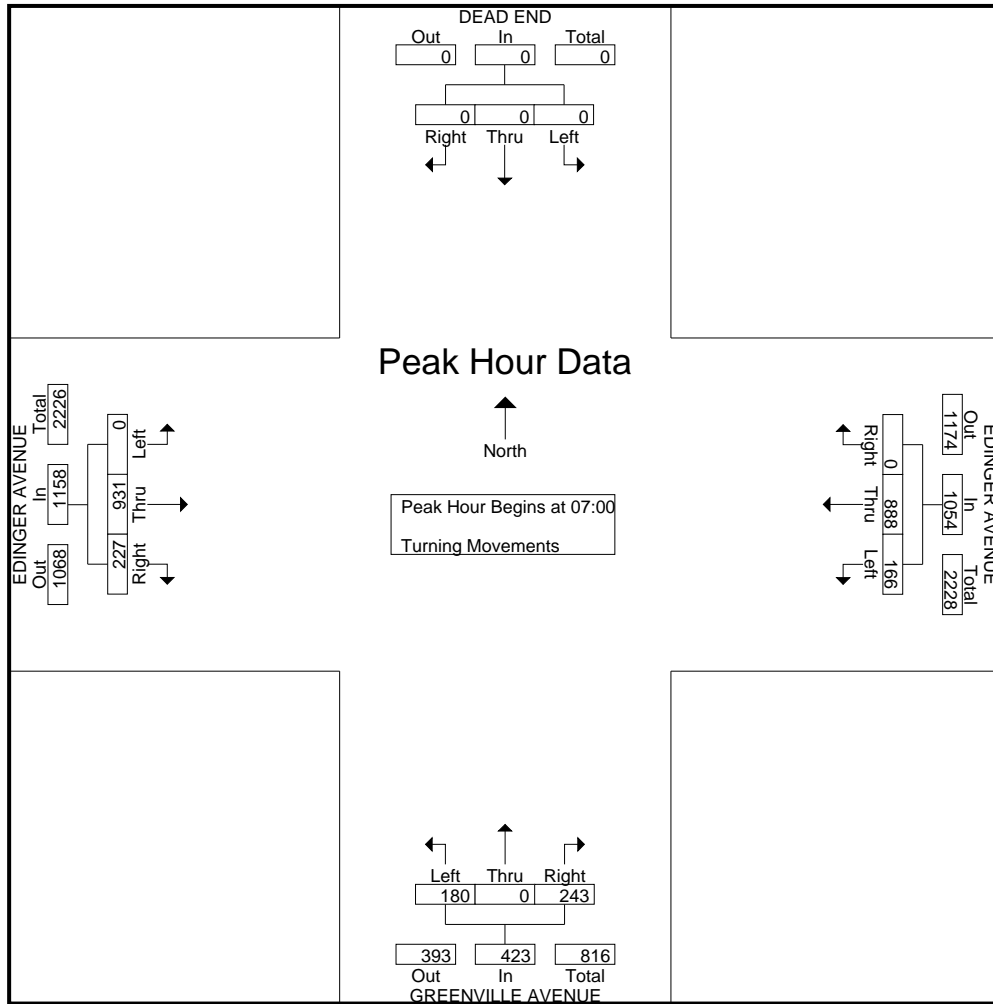 DEAD END
Out In Total
0 0 0
0 0 0
Right Thru Left
Peak Hour Data
North
Peak Hour Begins at 07:00
Turning Movements
EDINGER AVENUE
Out In Total
1068 1158 2226
Right Thru Left
227 931 0
EDINGER AVENUE
Out In Total
1174 1054 2228
Right Thru Left
0 888 166
Left Thru Right
180 0 243
393 423 816
Out In Total
GREENVILLE AVENUE